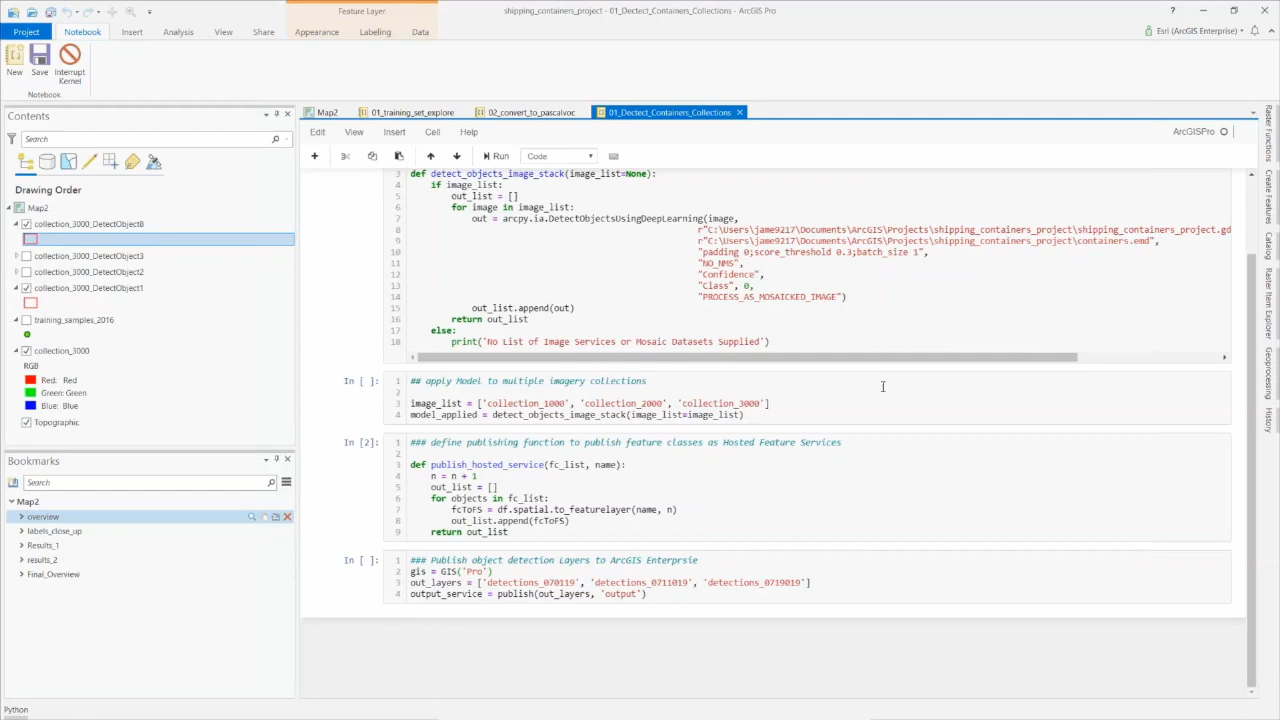 Feature Layer
shipping_containers_project - 01_Dectect_Containers_Collections - ArcGIS Pro
?
Project
Notebook
Insert
Analysis
View
Share
Appearance
Labeling
Data
Esri (ArcGIS Enterprise)
New
Save
Interrupt
Kernel
Notebook
Contents
Search
Drawing Order
Map2
collection_3000_DetectObject8
collection_3000_DetectObject3
collection_3000_DetectObject2
collection_3000_DetectObject1
training_samples_2016
collection_3000
RGB
Red: Red
Green: Green
Blue: Blue
Topographic
Bookmarks
Search
Map2
overview
labels_close_up
Results_1
results_2
Final_Overview
Python
Map2
01_training_set_explore
02_convert_to_pascalvoc
01_Dectect_Containers_Collections
Edit
View
Insert
Cell
Help
ArcGISPro
Run
Code
3 def detect_objects_image_stack(image_list=None):
4 if image_list:
5 out_list = []
6 for image in image_list:
7 out = arcpy.ia.DetectObjectsUsingDeepLearning(image,
8 r"C:\Users\jame9217\Documents\ArcGIS\Projects\shipping_containers_project\shipping_containers_project.gd
9 r"C:\Users\jame9217\Documents\ArcGIS\Projects\shipping_containers_project\containers.emd",
10 "padding 0;score_threshold 0.3;batch_size 1",
11 "NO_NMS",
12 "Confidence",
13 "Class", 0,
14 "PROCESS_AS_MOSAICKED_IMAGE")
15 out_list.append(out)
16 return out_list
17 else:
18 print('No List of Image Services or Mosaic Datasets Supplied')
In [ ]:
1 ## apply Model to multiple imagery collections
2
3 image_list = ['collection_1000', 'collection_2000', 'collection_3000']
4 model_applied = detect_objects_image_stack(image_list=image_list)
In [2]:
1 ### define publishing function to publish feature classes as Hosted Feature Services
2
3 def publish_hosted_service(fc_list, name):
4 n = n + 1
5 out_list = []
6 for objects in fc_list:
7 fcToFS = df.spatial.to_featurelayer(name, n)
8 out_list.append(fcToFS)
9 return out_list
In [ ]:
1 ### Publish object detection Layers to ArcGIS Enterprsie
2 gis = GIS('Pro')
3 out_layers = ['detections_070119', 'detections_0711019', 'detections_0719019']
4 output_service = publish(out_layers, 'output')
Raster Functions
Create Features
Catalog
Raster Item Explorer
Geoprocessing
History